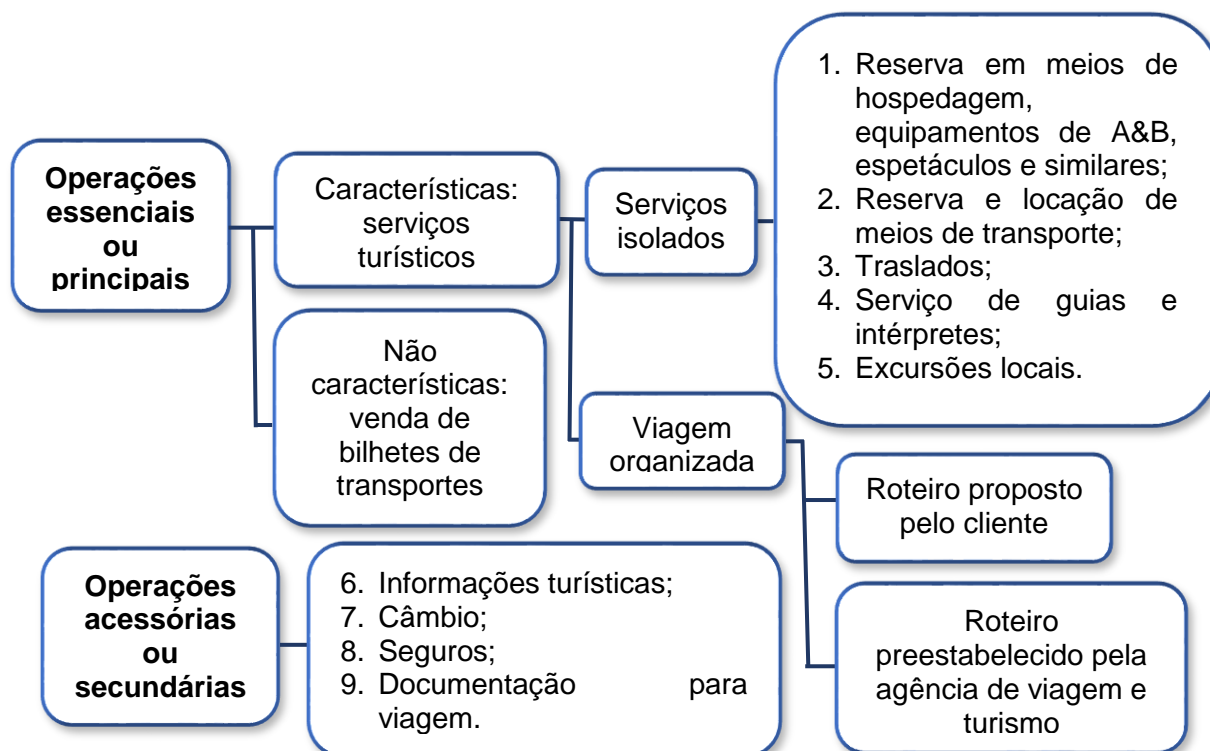 Operações
essenciais
ou
principais
Características:
serviços
turísticos
Não
características:
venda de
bilhetes de
transportes
Serviços
isolados
1. Reserva em meios de
hospedagem,
equipamentos de A&B,
espetáculos e similares;
2. Reserva e locação de
meios de transporte;
3. Traslados;
4. Serviço de guias e
intérpretes;
5. Excursões locais.
Viagem
organizada
Roteiro proposto
pelo cliente
Roteiro
preestabelecido pela
agência de viagem e
turismo
Operações
acessórias
ou
secundárias
6. Informações turísticas;
7. Câmbio;
8. Seguros;
9. Documentação para
viagem.